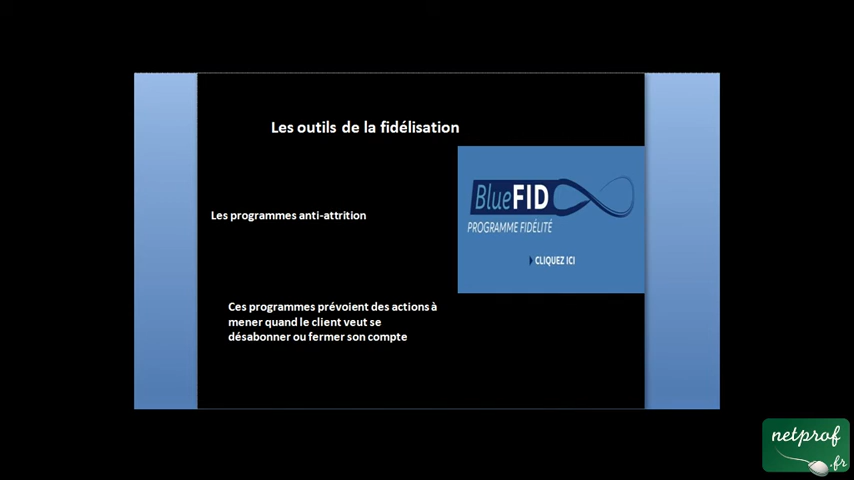 Les outils de la fidélisation
BlueFID
PROGRAMME FIDÉLITÉ
Les programmes anti-attrition
CLIQUEZ ICI
Ces programmes prévoient des actions à
mener quand le client veut se
désabonner ou fermer son compte
netprof
.fr